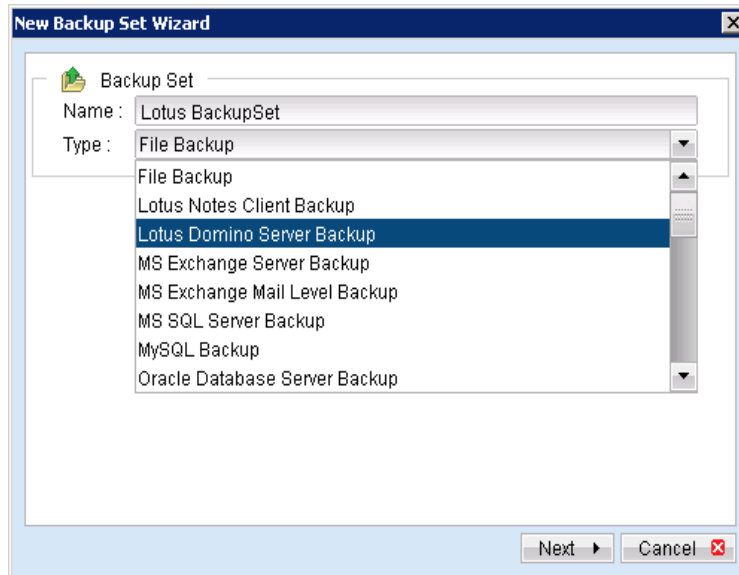 New Backup Set Wizard
Backup Set
Name : Lotus BackupSet
Type : File Backup
File Backup
Lotus Notes Client Backup
Lotus Domino Server Backup
MS Exchange Server Backup
MS Exchange Mail Level Backup
MS SQL Server Backup
MySQL Backup
Oracle Database Server Backup
Next Cancel